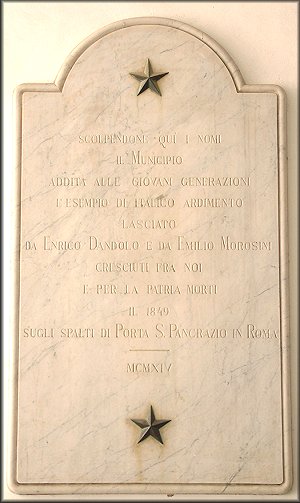 SCOLPENDONE QUÍ I NOMI
IL MUNICIPIO
ADDITA ALLE GIOVANI GENERAZIONI
L'ESEMPIO DI ITALICO ARDIMENTO
LASCIATO
DA ENRICO DANDOLO E DA EMILIO MOROSINI
CRESCIUTI FRA NOI
E PER LA PATRIA MORTI
IL 1849
SUGLI SPALTI DI PORTA S. PANCRAZIO IN ROMA
MCMXIV